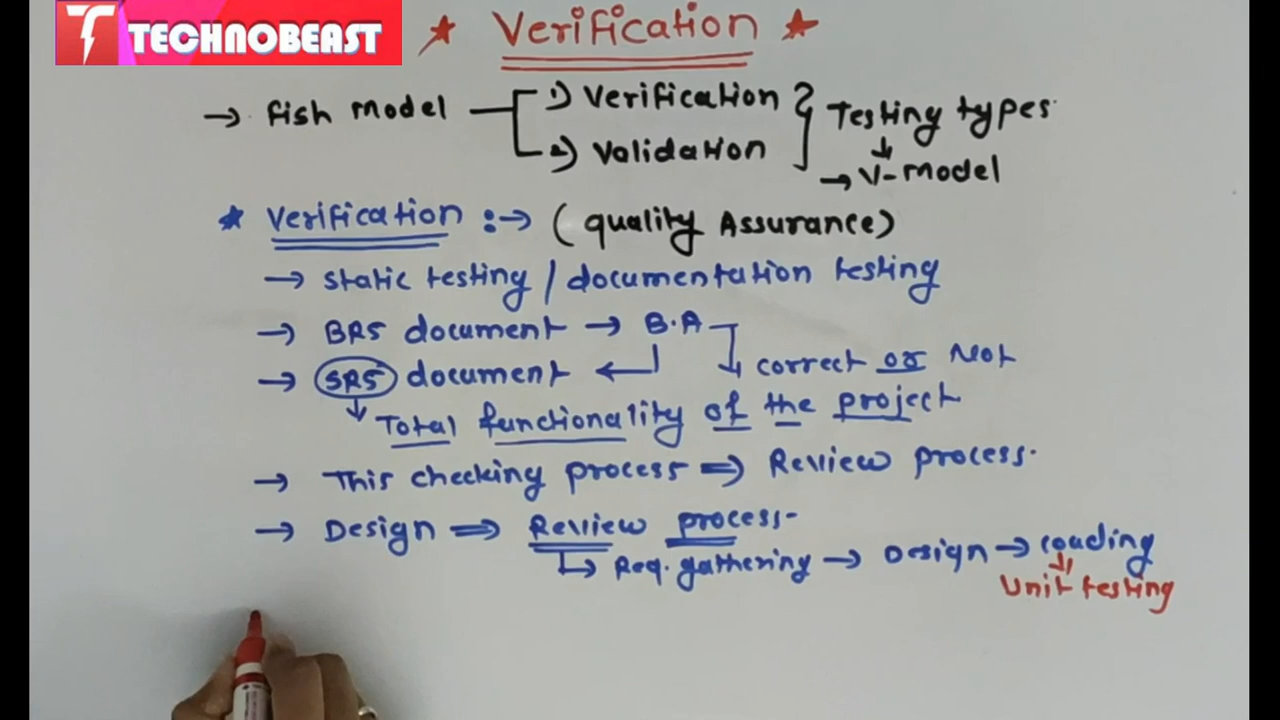 TECHNOBEAST
★ Verification ★
→ fish model 1) Verification
2) Validation
Testing types
→ V-model
★ Verification :→ (quality Assurance)
→ static testing / documentation testing
→ BRS document → B.A
→ SRS document ← correct or Not
Total functionality of the project
→ This checking process ⇒ Review process.
→ Design ⇒ Review process-
↳ Req. gathering → Design → couding
Unit testing